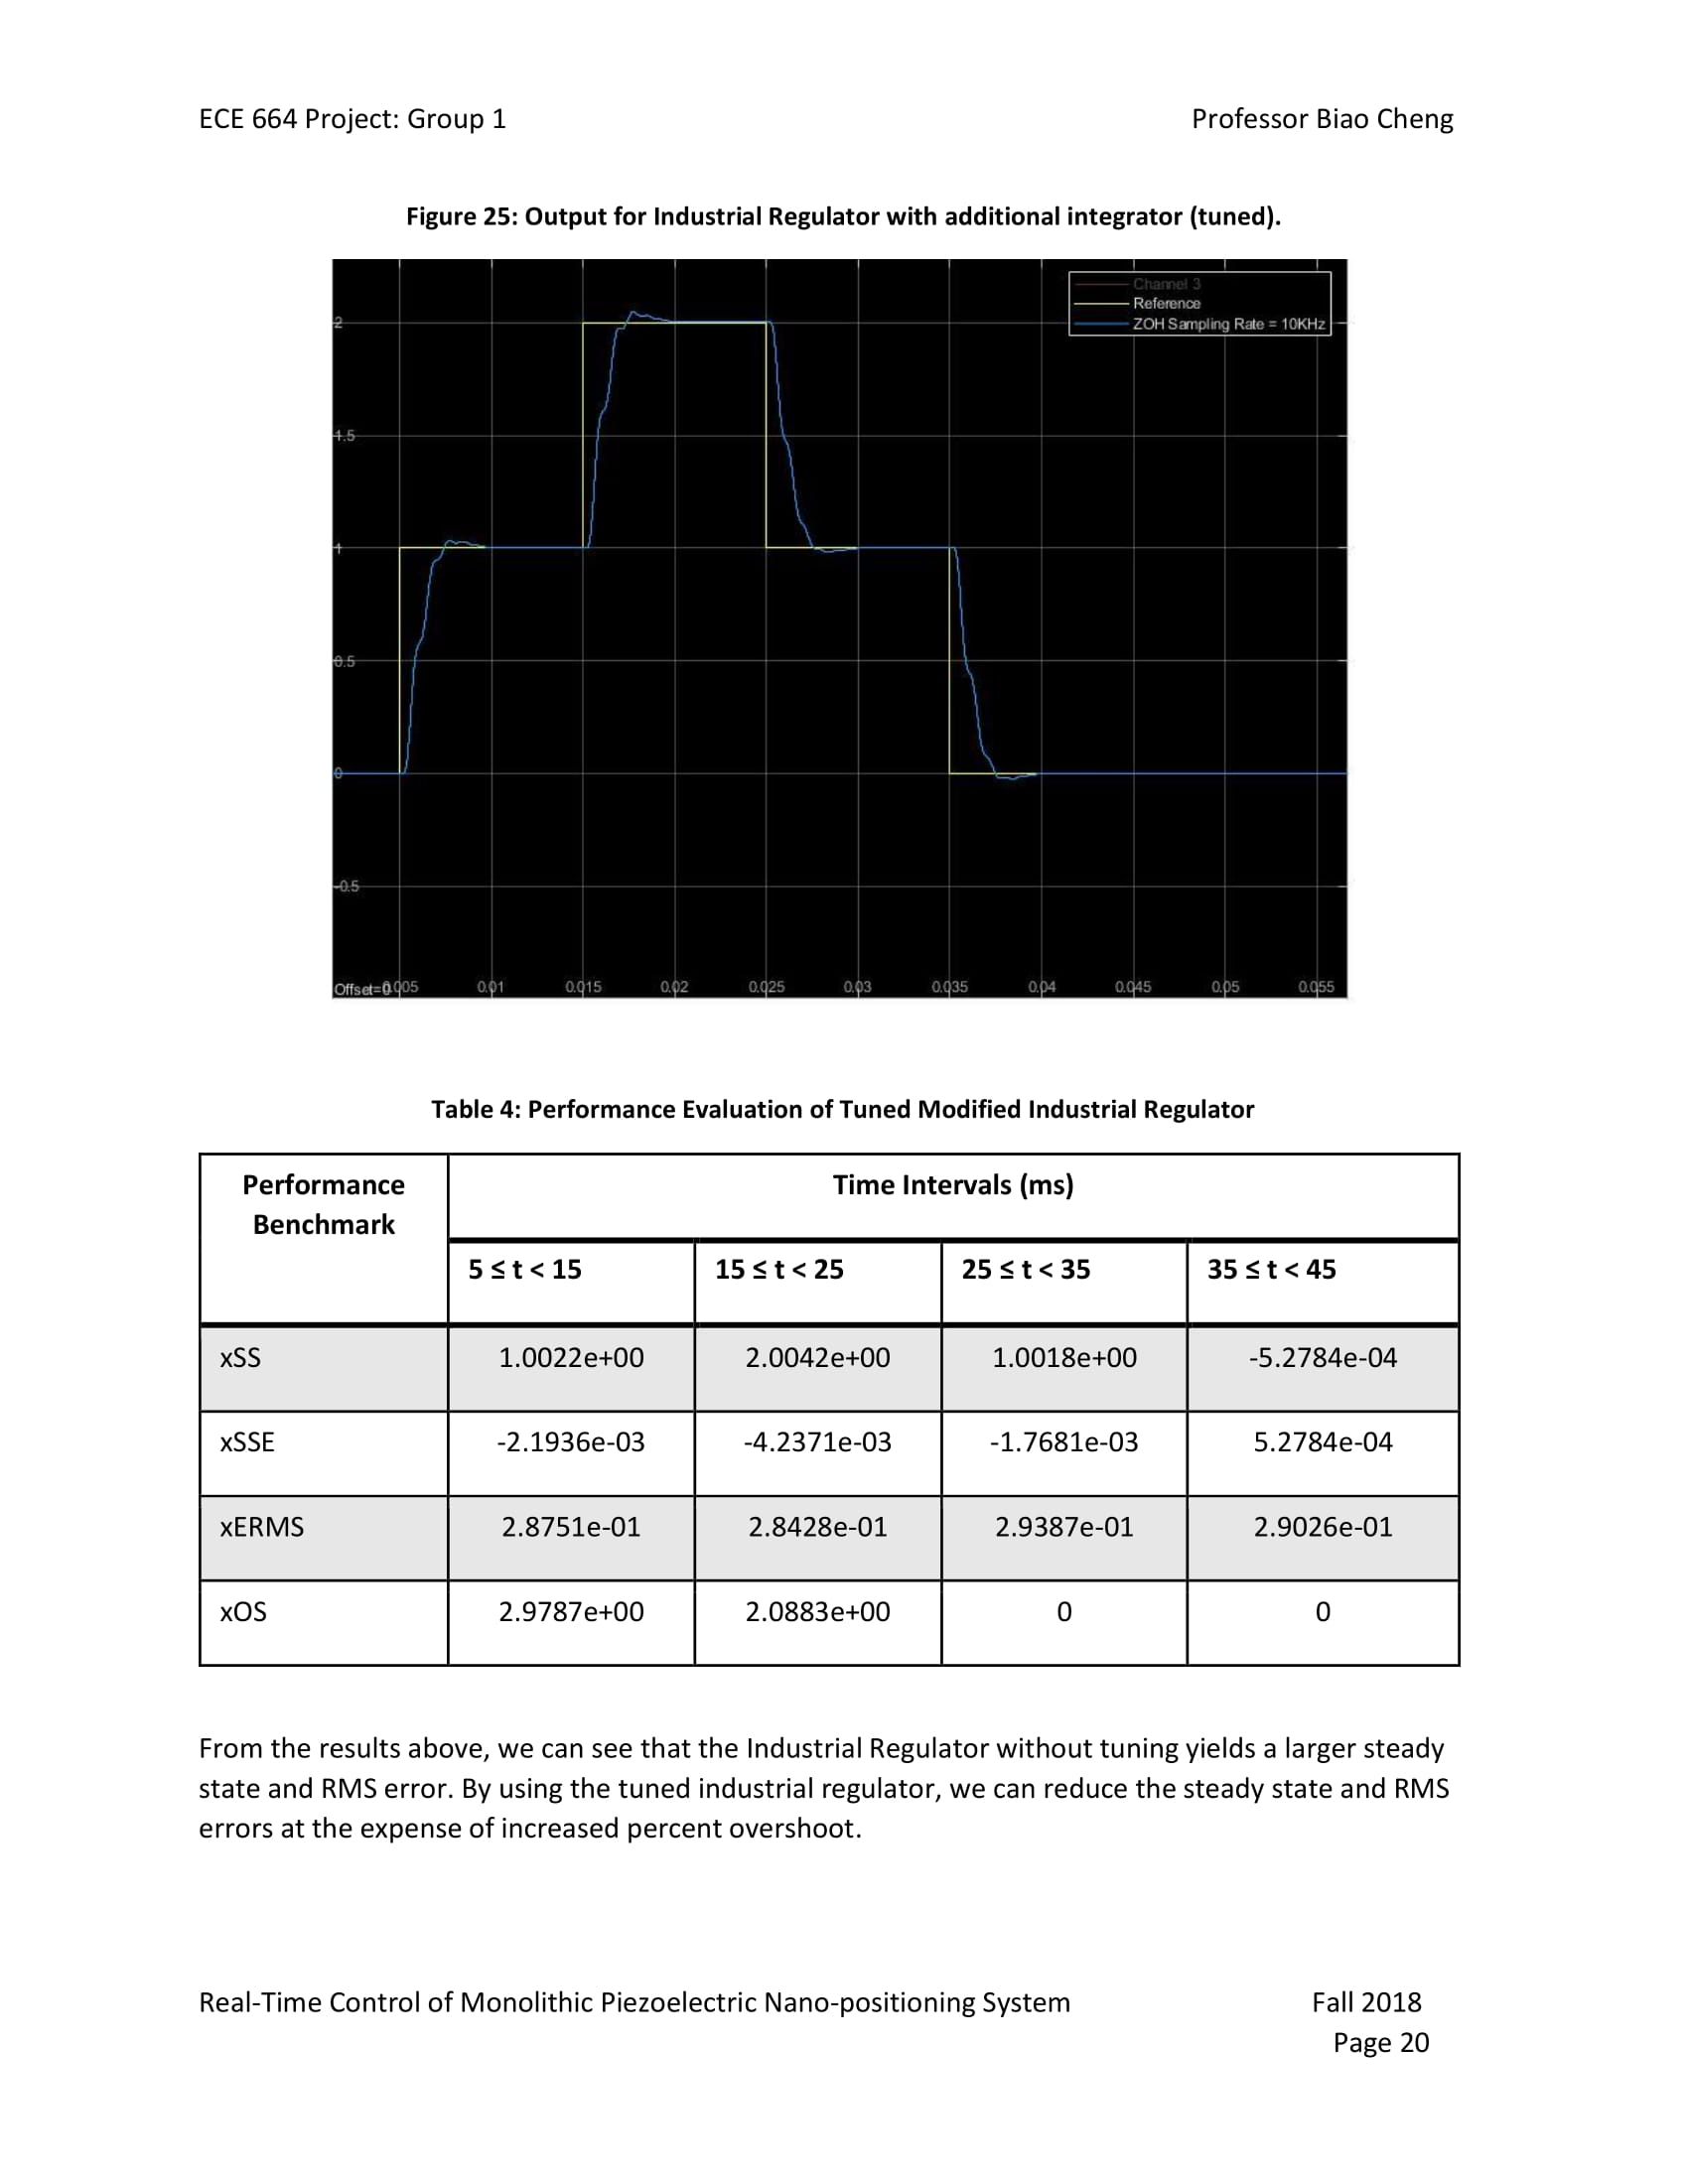 ECE 664 Project: Group 1 Professor Biao Cheng
Figure 25: Output for Industrial Regulator with additional integrator (tuned).
Channel 3
Reference
ZOH Sampling Rate = 10KHz
2
1.5
1
0.5
0
-0.5
Offset=0 0.005 0.01 0.015 0.02 0.025 0.03 0.035 0.04 0.045 0.05 0.055
Table 4: Performance Evaluation of Tuned Modified Industrial Regulator
Performance Benchmark Time Intervals (ms)
5 ≤ t < 15 15 ≤ t < 25 25 ≤ t < 35 35 ≤ t < 45
xSS 1.0022e+00 2.0042e+00 1.0018e+00 -5.2784e-04
xSSE -2.1936e-03 -4.2371e-03 -1.7681e-03 5.2784e-04
xERMS 2.8751e-01 2.8428e-01 2.9387e-01 2.9026e-01
xOS 2.9787e+00 2.0883e+00 0 0
From the results above, we can see that the Industrial Regulator without tuning yields a larger steady
state and RMS error. By using the tuned industrial regulator, we can reduce the steady state and RMS
errors at the expense of increased percent overshoot.
Real-Time Control of Monolithic Piezoelectric Nano-positioning System Fall 2018
Page 20